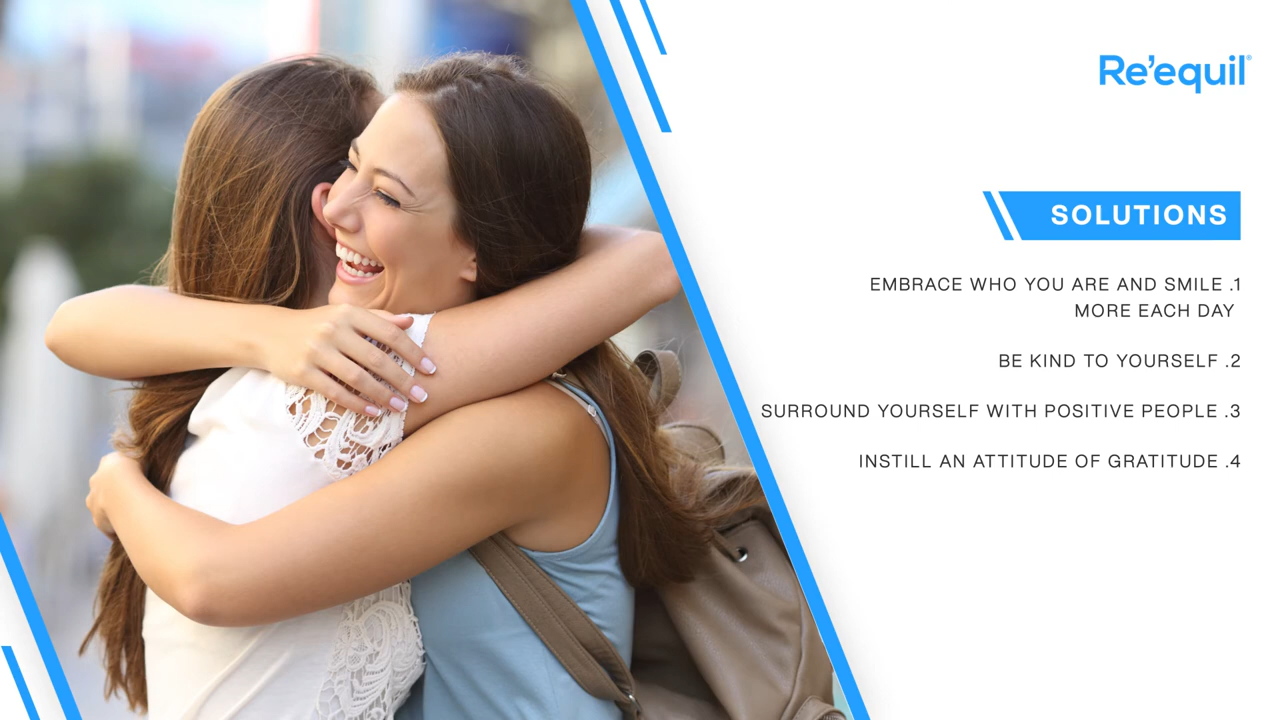 Re'equil®
SOLUTIONS
EMBRACE WHO YOU ARE AND SMILE .1
MORE EACH DAY
BE KIND TO YOURSELF .2
SURROUND YOURSELF WITH POSITIVE PEOPLE .3
INSTILL AN ATTITUDE OF GRATITUDE .4